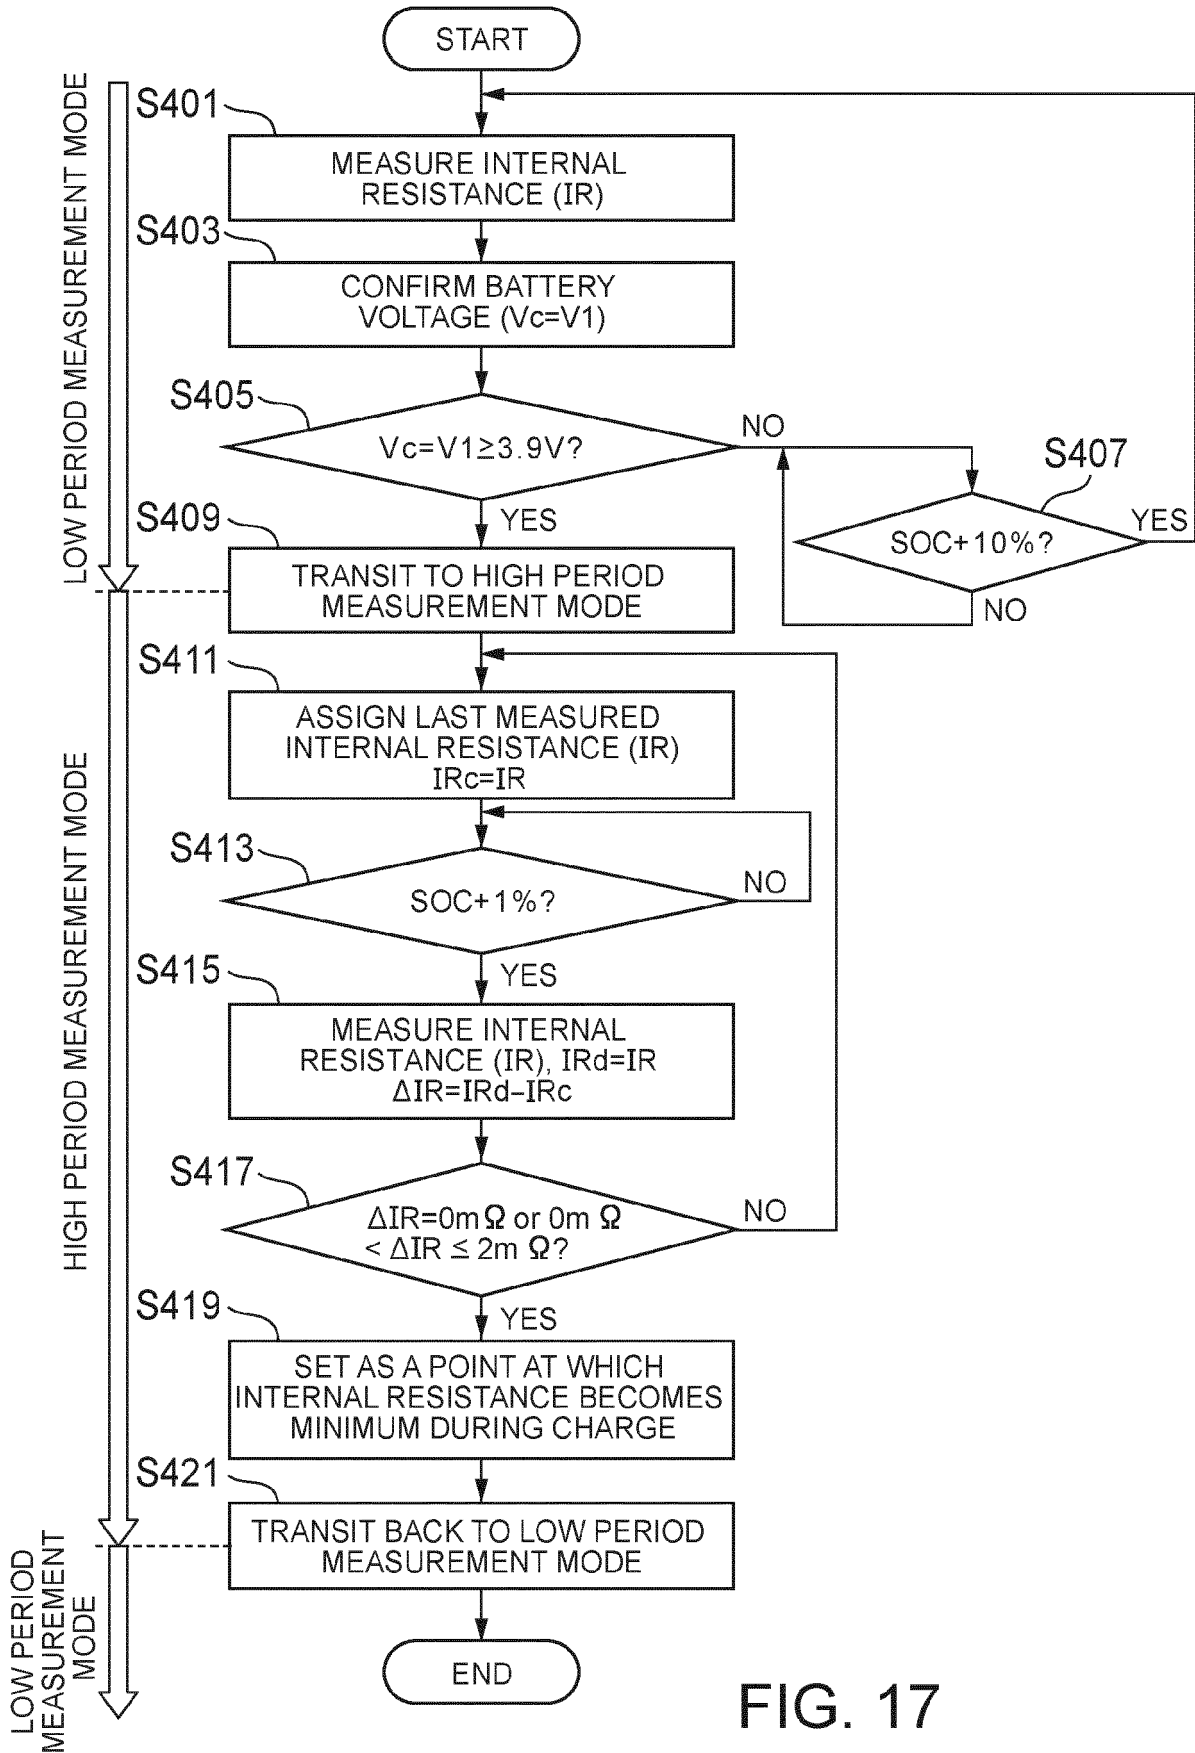 START
S401
MEASURE INTERNAL
RESISTANCE (IR)
S403
CONFIRM BATTERY
VOLTAGE (Vc=V1)
S405
Vc=V1≥3.9V?
NO
YES
S407
SOC+10%?
YES
NO
S409
TRANSIT TO HIGH PERIOD
MEASUREMENT MODE
S411
ASSIGN LAST MEASURED
INTERNAL RESISTANCE (IR)
IRc=IR
S413
SOC+1%?
NO
YES
S415
MEASURE INTERNAL
RESISTANCE (IR), IRd=IR
ΔIR=IRd–IRc
S417
ΔIR=0mΩ or 0m Ω
< ΔIR ≤ 2m Ω?
NO
YES
S419
SET AS A POINT AT WHICH
INTERNAL RESISTANCE BECOMES
MINIMUM DURING CHARGE
S421
TRANSIT BACK TO LOW PERIOD
MEASUREMENT MODE
END
LOW PERIOD MEASUREMENT MODE
HIGH PERIOD MEASUREMENT MODE
LOW PERIOD
MEASUREMENT
MODE
FIG. 17